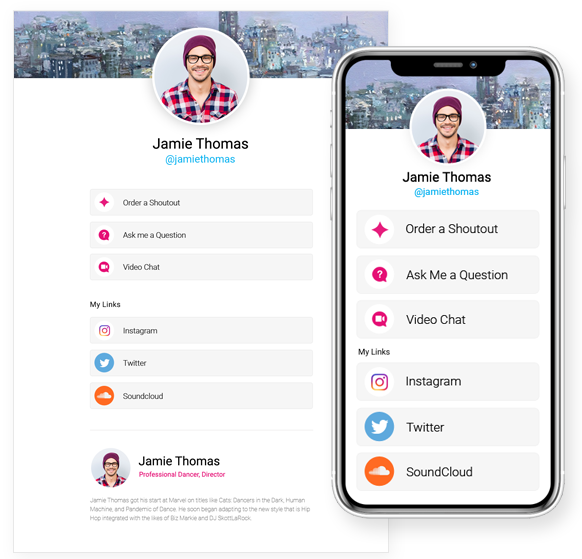 Jamie Thomas
@jamiethomas
Order a Shoutout
Ask me a Question
Video Chat
My Links
Instagram
Twitter
Soundcloud
Jamie Thomas
Professional Dancer, Director
Jamie Thomas got his start at Marvel on titles like Cats: Dancers in the Dark, Human
Machine, and Pandemic of Dance. He soon began adapting to the new style that is Hip
Hop integrated with the likes of Biz Markie and DJ SkottLaRock.
Jamie Thomas
@jamiethomas
Order a Shoutout
Ask Me a Question
Video Chat
My Links
Instagram
Twitter
SoundCloud